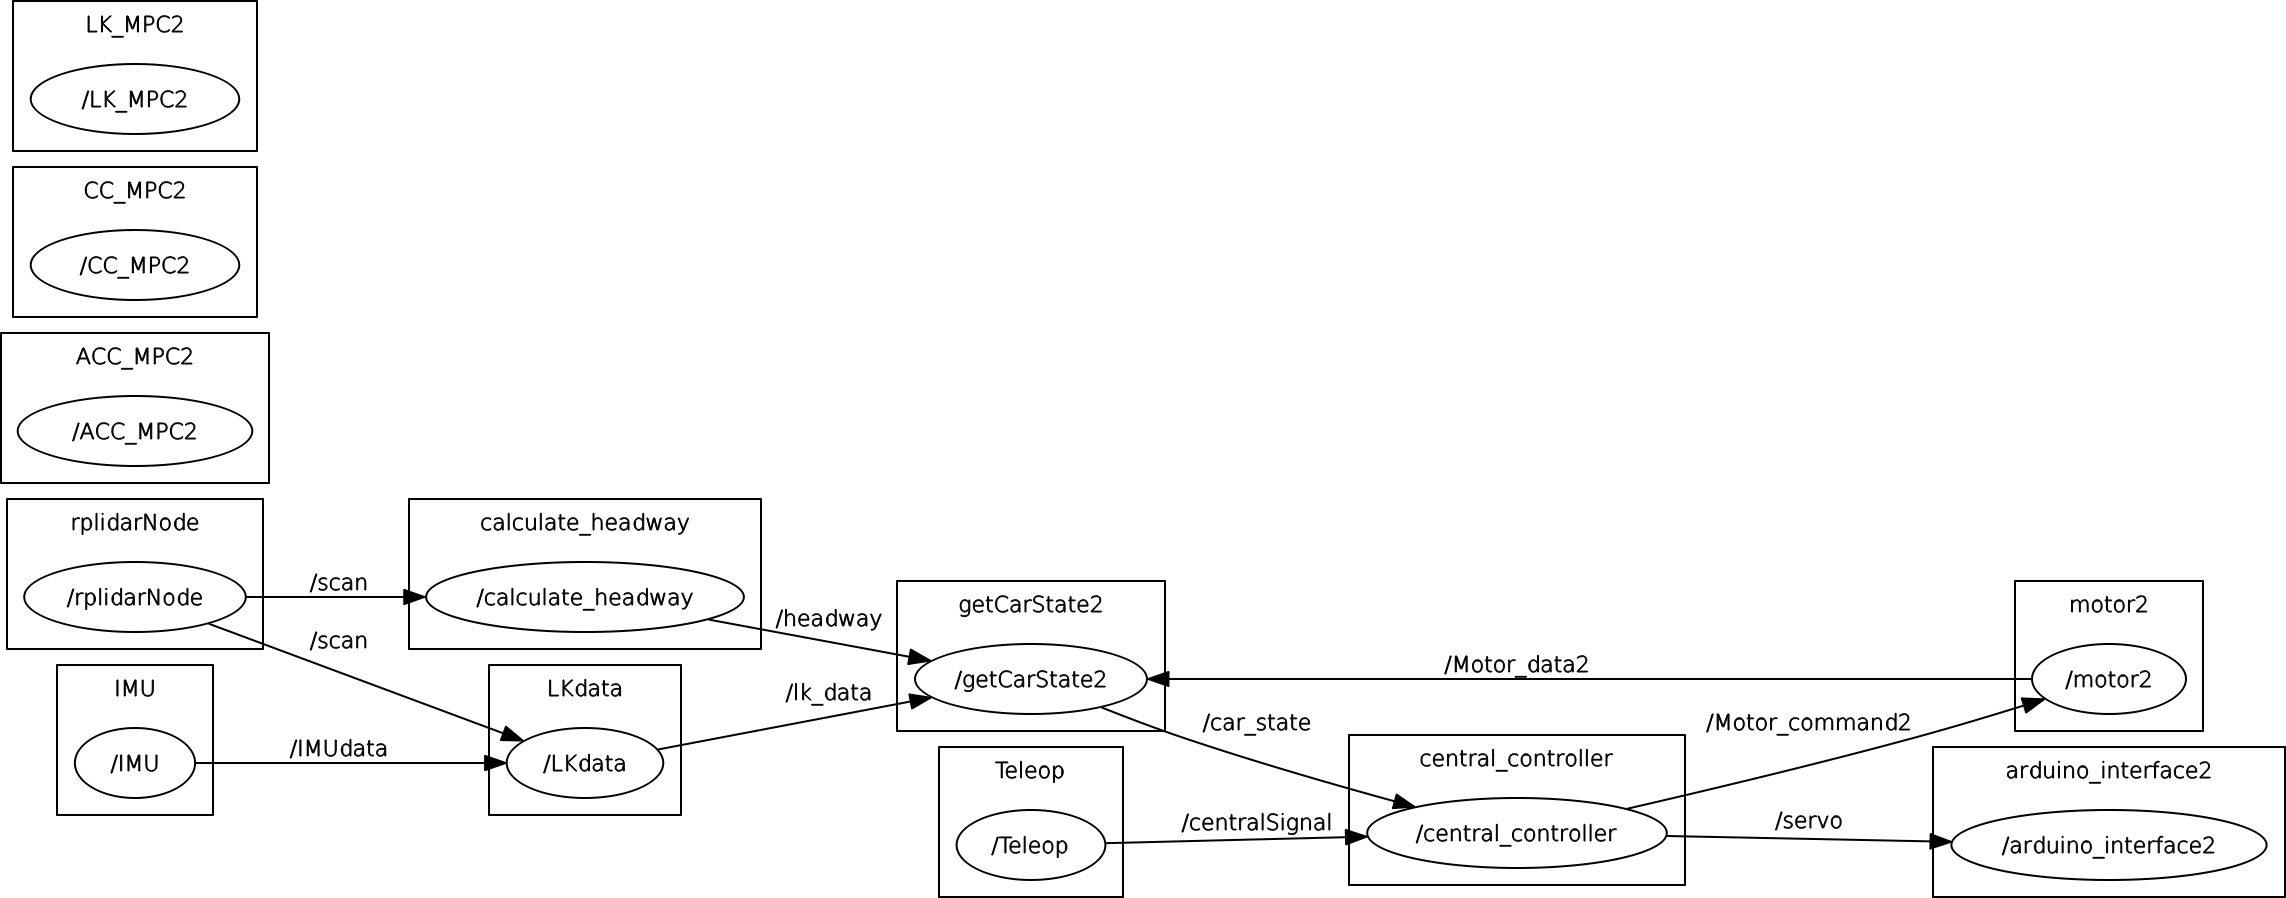 LK_MPC2
/LK_MPC2
CC_MPC2
/CC_MPC2
ACC_MPC2
/ACC_MPC2
rplidarNode
/rplidarNode
/scan
/scan
calculate_headway
/calculate_headway
IMU
/IMU
/IMUdata
LKdata
/LKdata
/headway
/lk_data
getCarState2
/getCarState2
Teleop
/Teleop
/car_state
/centralSignal
/Motor_data2
central_controller
/central_controller
/Motor_command2
/servo
motor2
/motor2
arduino_interface2
/arduino_interface2